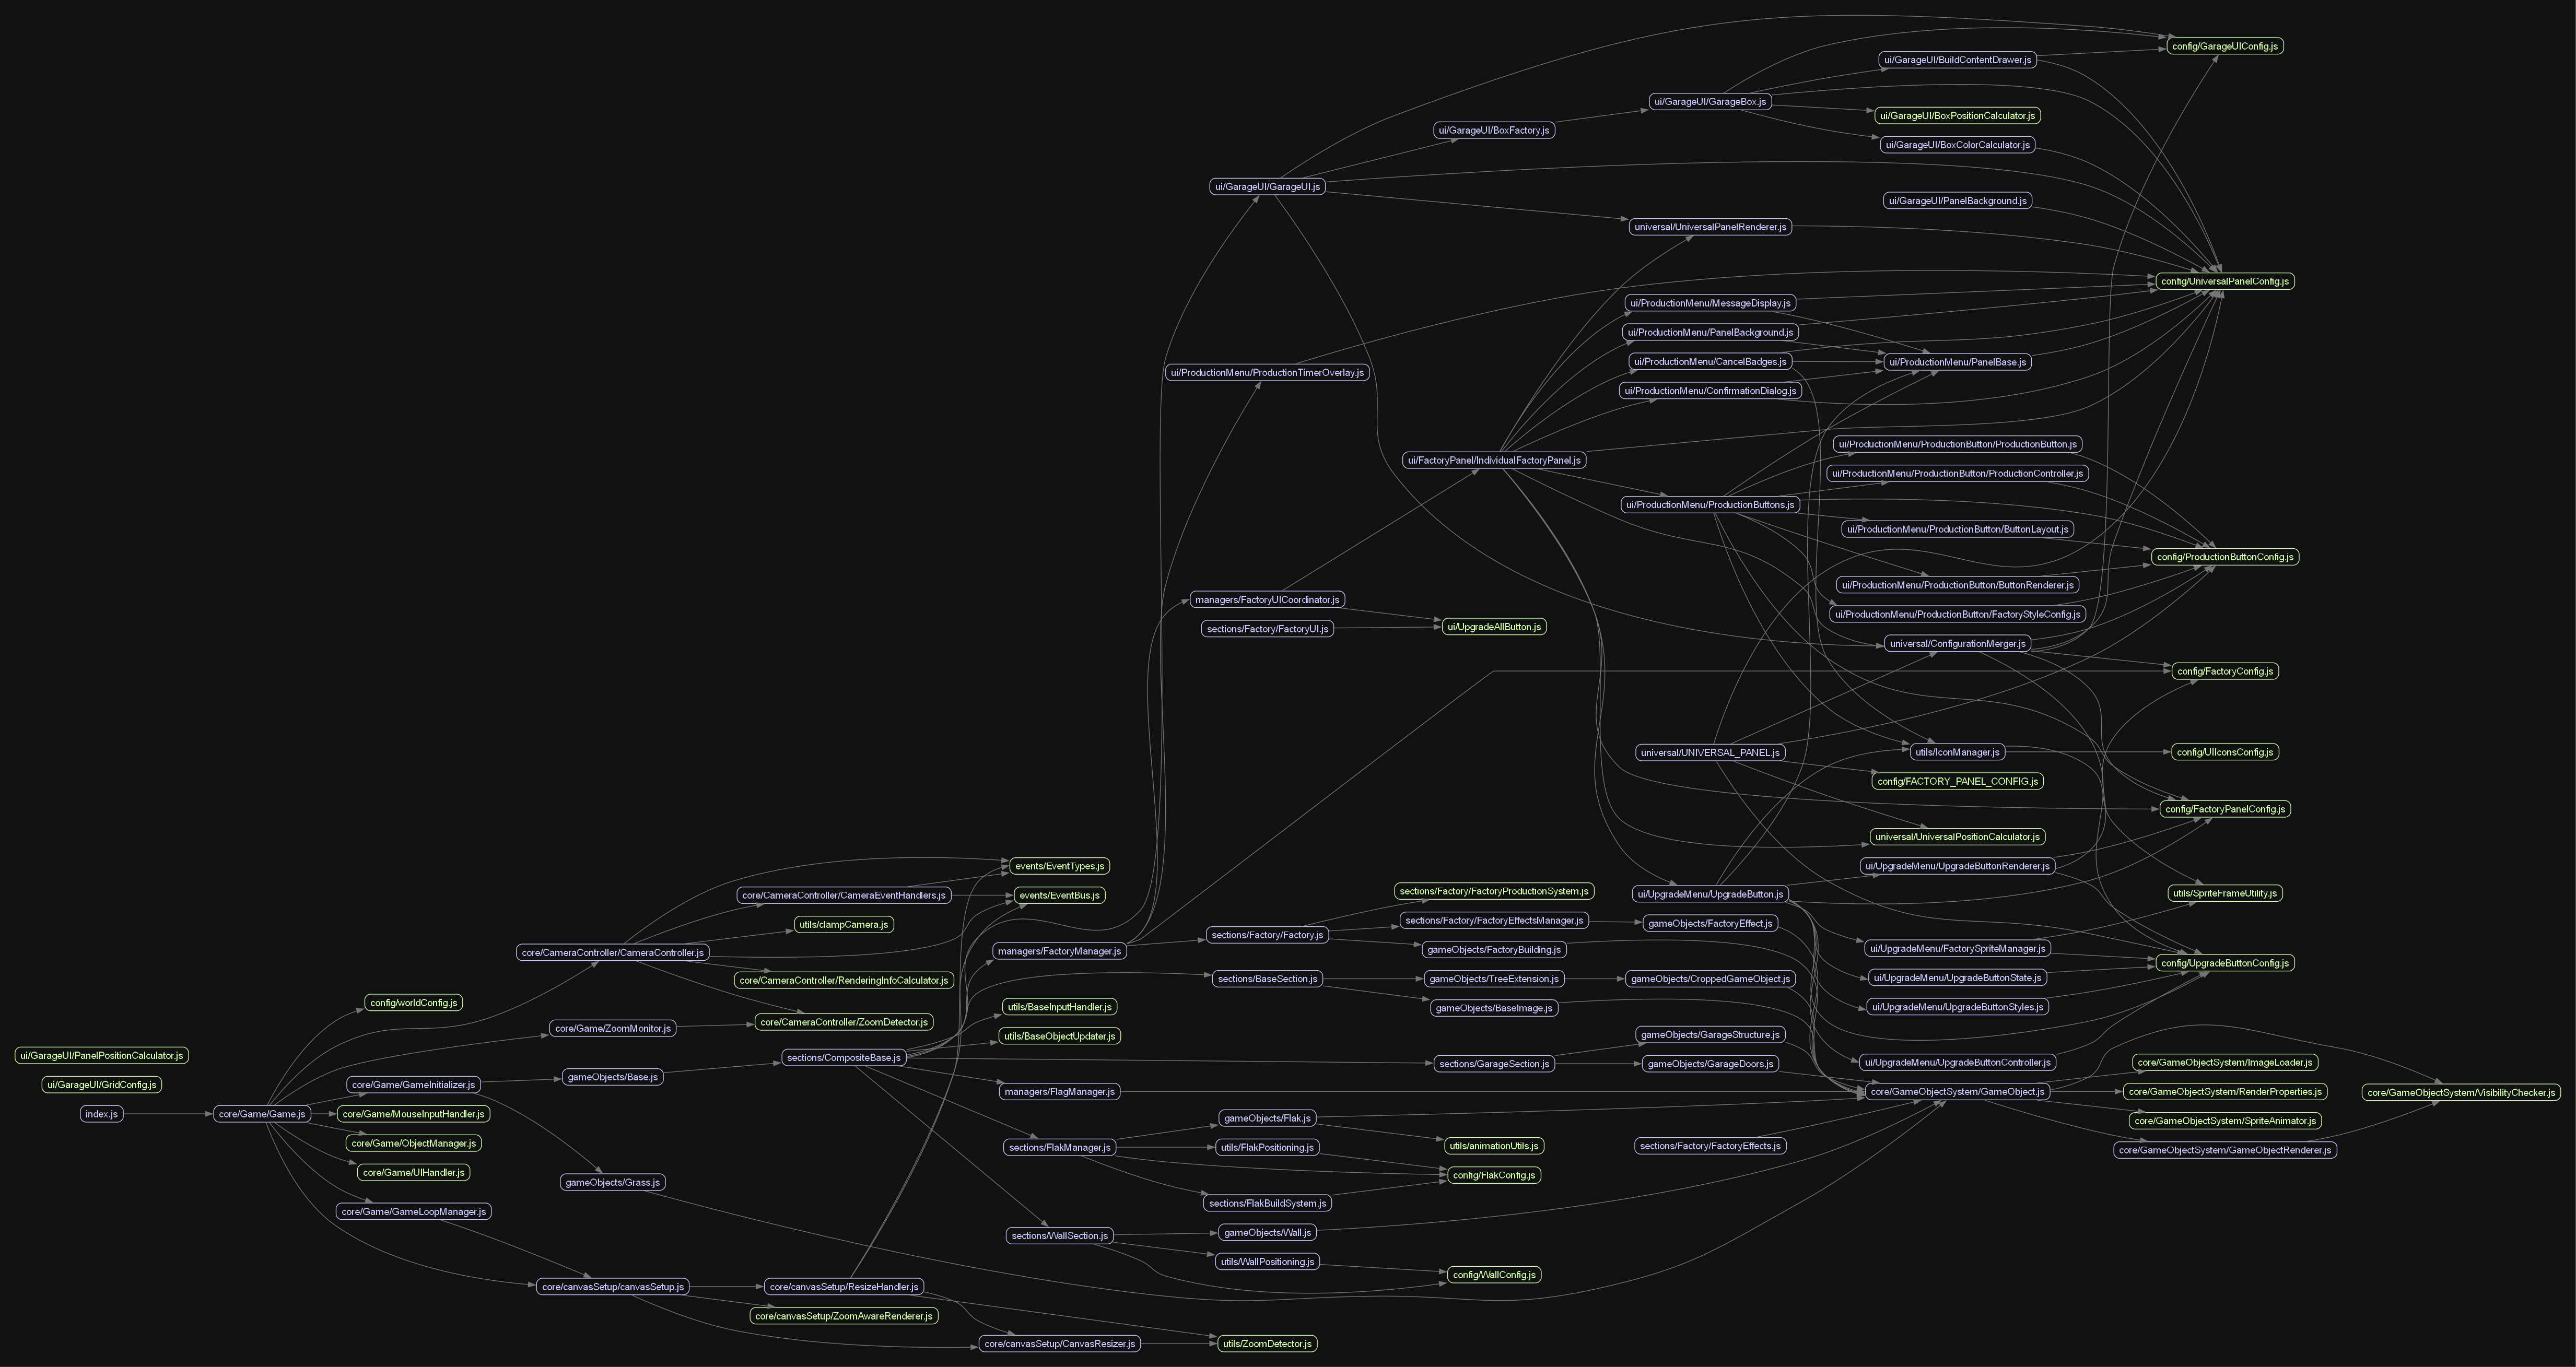 config/GarageUIConfig.js
ui/GarageUI/BuildContentDrawer.js
ui/GarageUI/GarageBox.js
ui/GarageUI/BoxPositionCalculator.js
ui/GarageUI/BoxFactory.js
ui/GarageUI/BoxColorCalculator.js
ui/GarageUI/GarageUI.js
ui/GarageUI/PanelBackground.js
universal/UniversalPanelRenderer.js
config/UniversalPanelConfig.js
ui/ProductionMenu/MessageDisplay.js
ui/ProductionMenu/PanelBackground.js
ui/ProductionMenu/CancelBadges.js
ui/ProductionMenu/PanelBase.js
ui/ProductionMenu/ProductionTimerOverlay.js
ui/ProductionMenu/ConfirmationDialog.js
ui/ProductionMenu/ProductionButton/ProductionButton.js
ui/FactoryPanel/IndividualFactoryPanel.js
ui/ProductionMenu/ProductionButton/ProductionController.js
ui/ProductionMenu/ProductionButtons.js
ui/ProductionMenu/ProductionButton/ButtonLayout.js
config/ProductionButtonConfig.js
ui/ProductionMenu/ProductionButton/ButtonRenderer.js
managers/FactoryUICoordinator.js
ui/ProductionMenu/ProductionButton/FactoryStyleConfig.js
sections/Factory/FactoryUI.js
ui/UpgradeAllButton.js
universal/ConfigurationMerger.js
config/FactoryConfig.js
universal/UNIVERSAL_PANEL.js
utils/IconManager.js
config/UIIconsConfig.js
config/FACTORY_PANEL_CONFIG.js
config/FactoryPanelConfig.js
universal/UniversalPositionCalculator.js
events/EventTypes.js
ui/UpgradeMenu/UpgradeButtonRenderer.js
core/CameraController/CameraEventHandlers.js
events/EventBus.js
sections/Factory/FactoryProductionSystem.js
ui/UpgradeMenu/UpgradeButton.js
utils/SpriteFrameUtility.js
utils/clampCamera.js
sections/Factory/FactoryEffectsManager.js
gameObjects/FactoryEffect.js
sections/Factory/Factory.js
core/CameraController/CameraController.js
managers/FactoryManager.js
gameObjects/FactoryBuilding.js
ui/UpgradeMenu/FactorySpriteManager.js
config/UpgradeButtonConfig.js
core/CameraController/RenderingInfoCalculator.js
sections/BaseSection.js
gameObjects/TreeExtension.js
gameObjects/CroppedGameObject.js
ui/UpgradeMenu/UpgradeButtonState.js
config/worldConfig.js
utils/BaseInputHandler.js
gameObjects/BaseImage.js
ui/UpgradeMenu/UpgradeButtonStyles.js
core/CameraController/ZoomDetector.js
core/Game/ZoomMonitor.js
utils/BaseObjectUpdater.js
gameObjects/GarageStructure.js
ui/GarageUI/PanelPositionCalculator.js
sections/CompositeBase.js
sections/GarageSection.js
gameObjects/GarageDoors.js
ui/UpgradeMenu/UpgradeButtonController.js
core/GameObjectSystem/ImageLoader.js
ui/GarageUI/GridConfig.js
core/Game/GameInitializer.js
gameObjects/Base.js
managers/FlagManager.js
core/GameObjectSystem/GameObject.js
core/GameObjectSystem/RenderProperties.js
core/GameObjectSystem/VisibilityChecker.js
index.js
core/Game/Game.js
core/Game/MouseInputHandler.js
gameObjects/Flak.js
core/GameObjectSystem/SpriteAnimator.js
core/Game/ObjectManager.js
sections/FlakManager.js
utils/FlakPositioning.js
utils/animationUtils.js
sections/Factory/FactoryEffects.js
core/GameObjectSystem/GameObjectRenderer.js
core/Game/UIHandler.js
gameObjects/Grass.js
config/FlakConfig.js
sections/FlakBuildSystem.js
core/Game/GameLoopManager.js
sections/WallSection.js
gameObjects/Wall.js
utils/WallPositioning.js
config/WallConfig.js
core/canvasSetup/canvasSetup.js
core/canvasSetup/ResizeHandler.js
core/canvasSetup/ZoomAwareRenderer.js
core/canvasSetup/CanvasResizer.js
utils/ZoomDetector.js